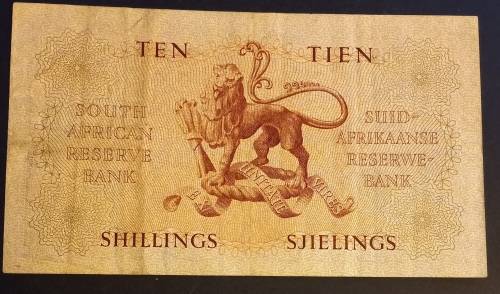 TEN TIEN
SOUTH
AFRICAN
RESERVE
BANK
SUID-
AFRIKAANSE
RESERWE-
BANK
EX UNITATE VIRES
SHILLINGS SJIELINGS